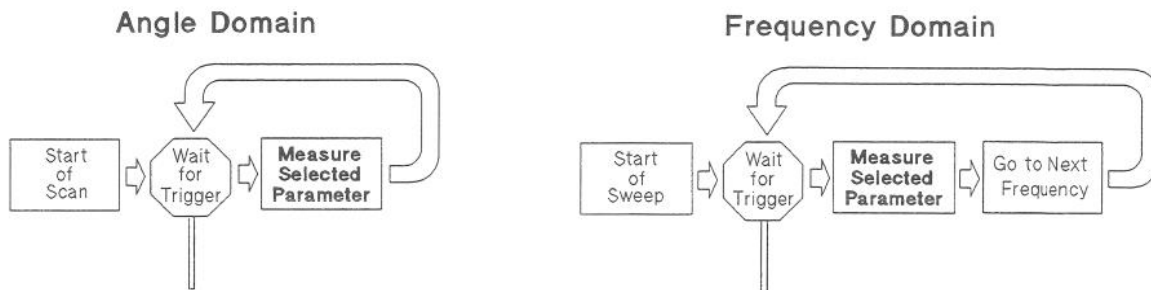 Angle Domain
Start
of
Scan
Wait
for
Trigger
Measure
Selected
Parameter
Frequency Domain
Start
of
Sweep
Wait
for
Trigger
Measure
Selected
Parameter
Go to Next
Frequency